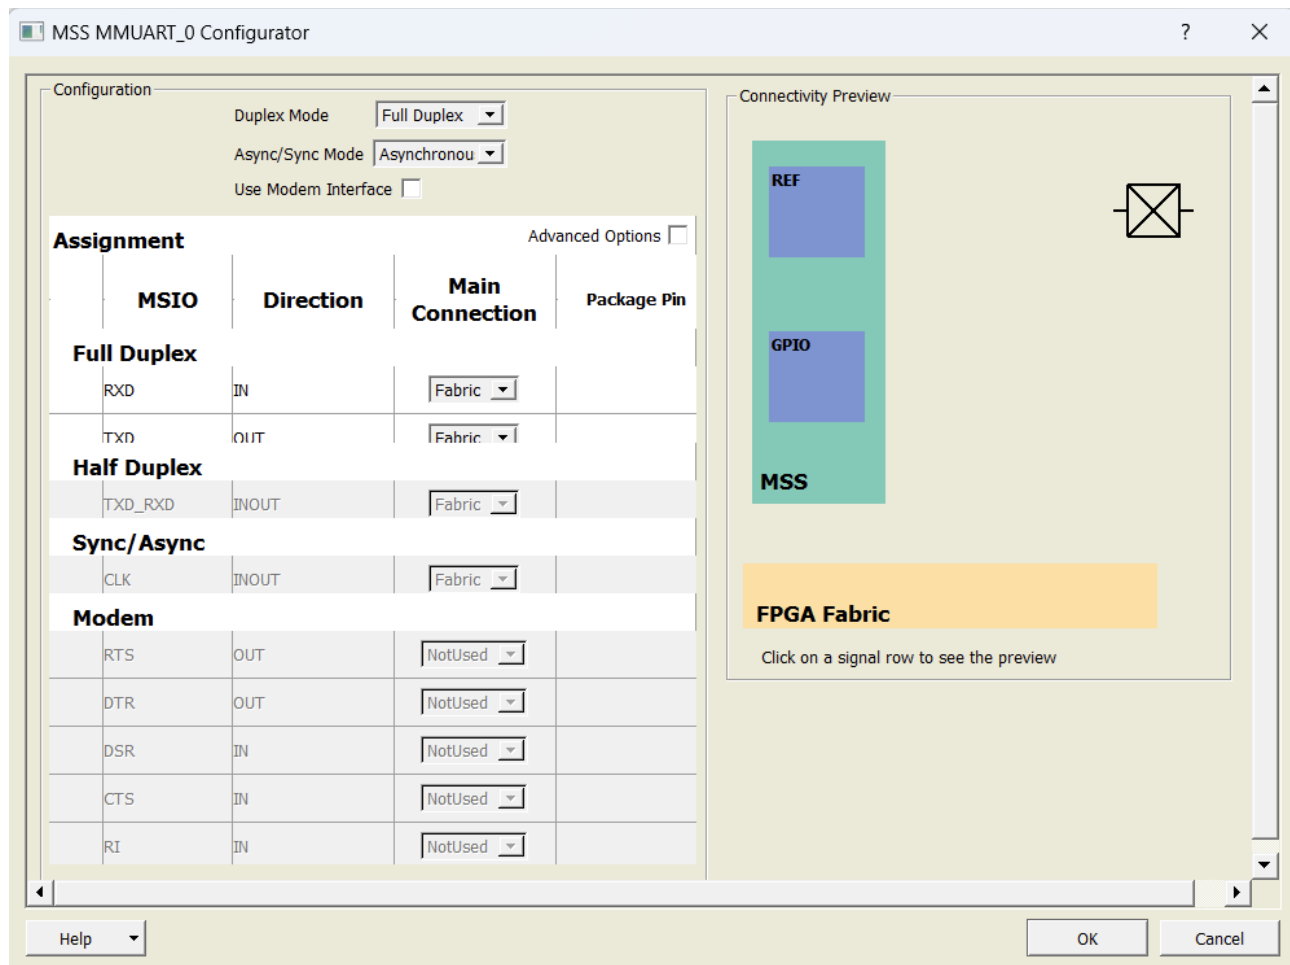 MSS MMUART_0 Configurator ? ×
Configuration
Duplex Mode Full Duplex
Async/Sync Mode Asynchronou
Use Modem Interface
Assignment Advanced Options
MSIO Direction Main Connection Package Pin
Full Duplex
RXD IN Fabric
TXD OUT Fabric
Half Duplex
TXD_RXD INOUT Fabric
Sync/Async
CLK INOUT Fabric
Modem
RTS OUT NotUsed
DTR OUT NotUsed
DSR IN NotUsed
CTS IN NotUsed
RI IN NotUsed
Connectivity Preview
REF
GPIO
MSS
FPGA Fabric
Click on a signal row to see the preview
Help OK Cancel